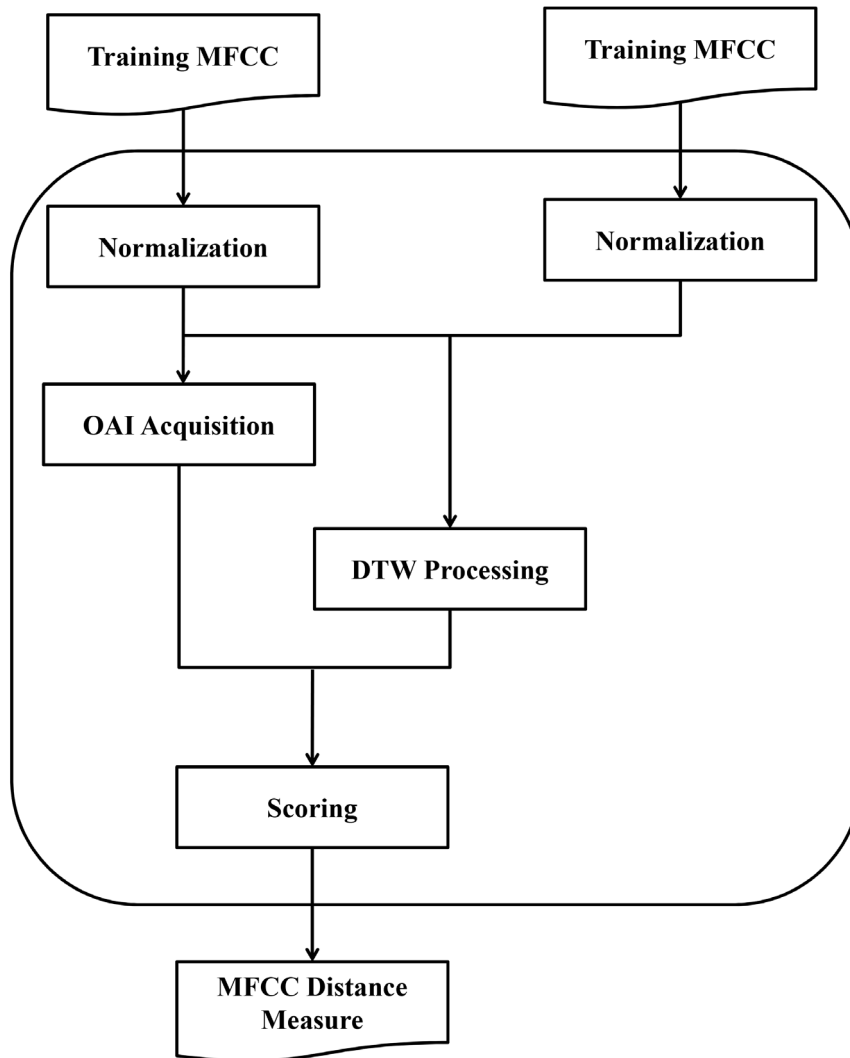 Training MFCC
Training MFCC
Normalization
Normalization
OAI Acquisition
DTW Processing
Scoring
MFCC Distance
Measure